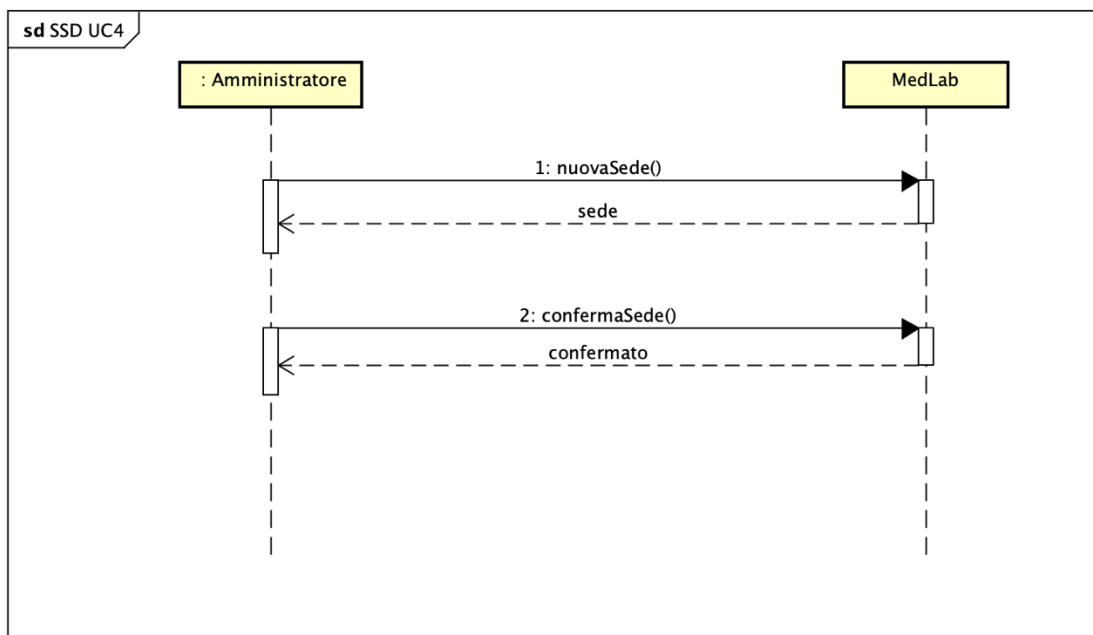 sd SSD UC4
: Amministratore
MedLab
1: nuovaSede()
sede
2: confermaSede()
confermato